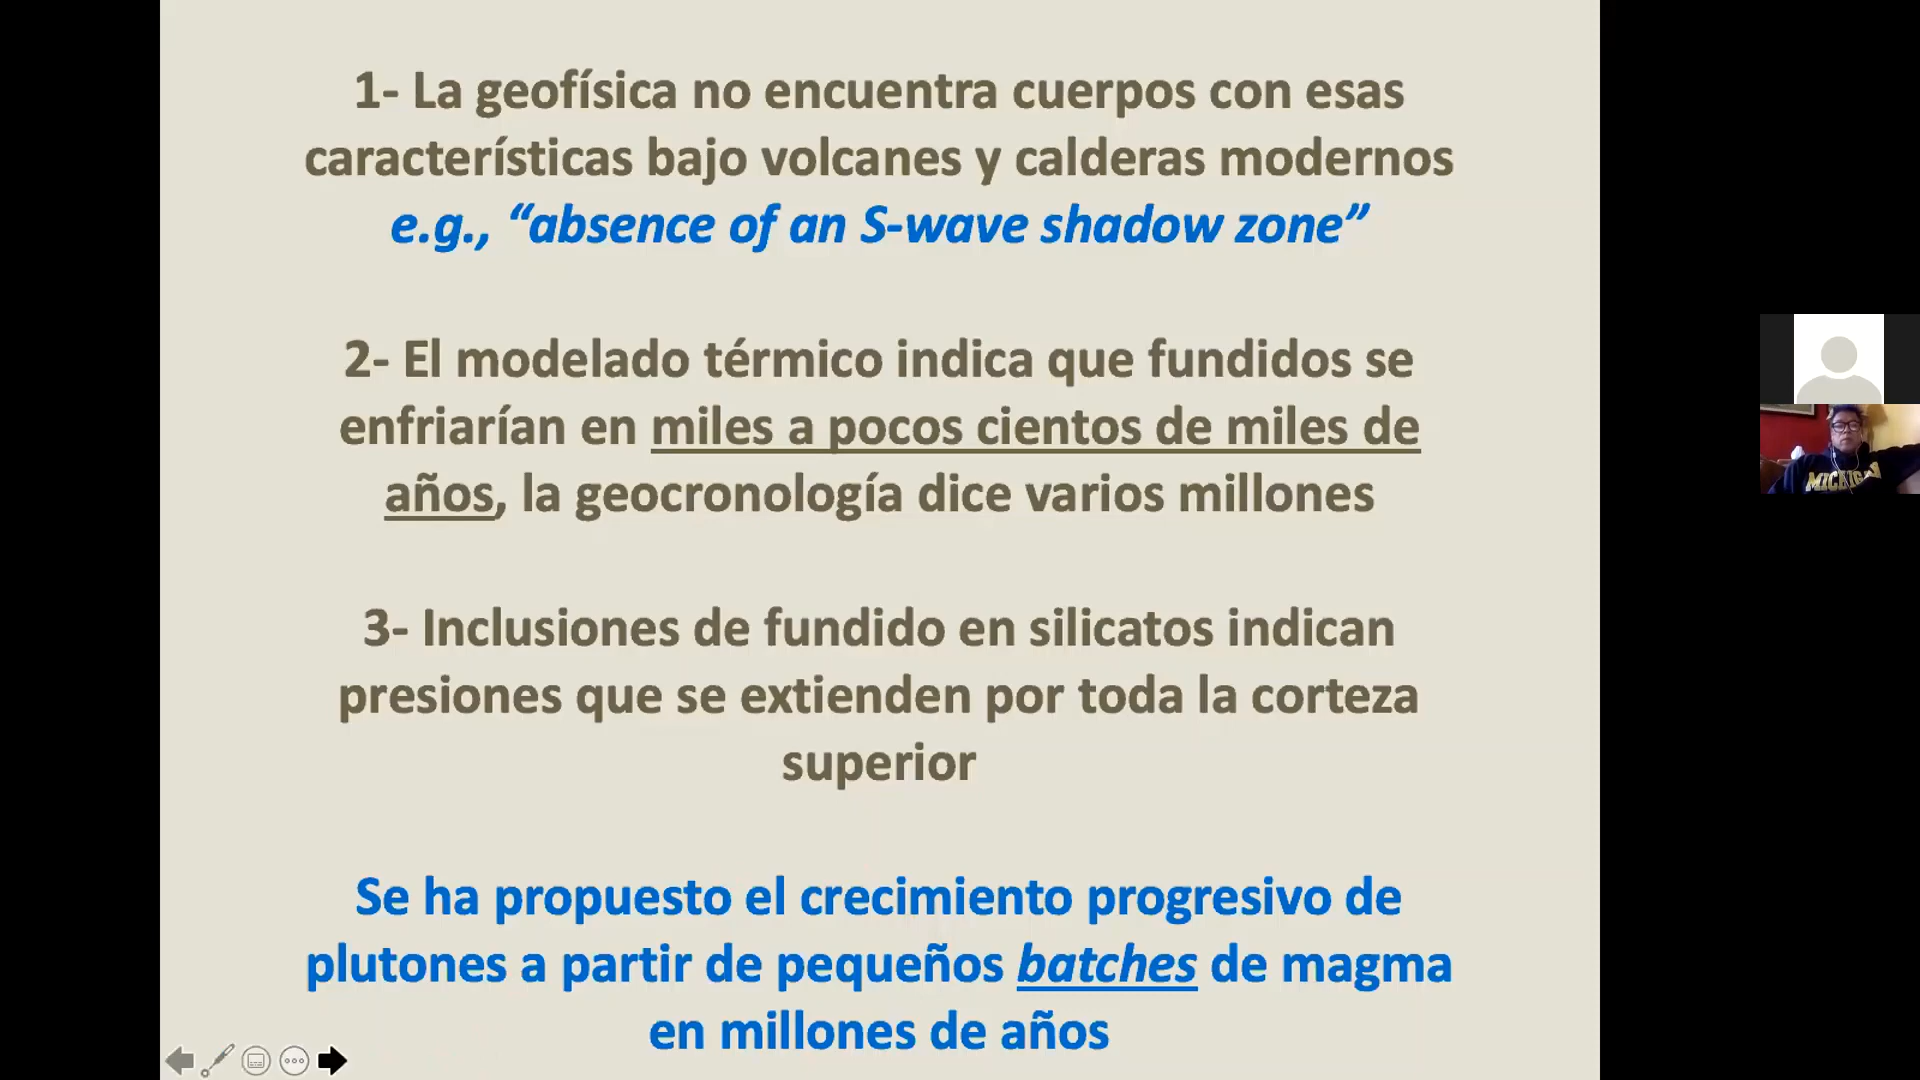 1- La geofísica no encuentra cuerpos con esas
características bajo volcanes y calderas modernos
e.g., “absence of an S-wave shadow zone”
2- El modelado térmico indica que fundidos se
enfriarían en miles a pocos cientos de miles de
años, la geocronología dice varios millones
3- Inclusiones de fundido en silicatos indican
presiones que se extienden por toda la corteza
superior
Se ha propuesto el crecimiento progresivo de
plutones a partir de pequeños batches de magma
en millones de años